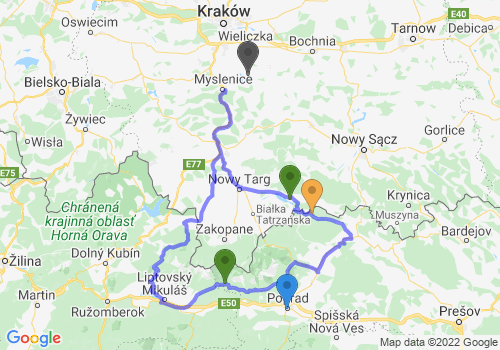 Oswiecim
Kraków
Wieliczka
E40
Bochnia
Tarnow
Debica
Bielsko-Biala
Myslenice
Żywiec
Wisła
E75
E77
Nowy Sącz
Gorlice
Nowy Targ
Białka
Tatrzańska
Krynica
Muszyna
Chránená
krajinná oblasť
Horná Orava
Zakopane
Bardejov
Žilina
Dolný Kubín
Liptovský
Mikuláš
E50
Poprad
Martin
Ružomberok
Spišská
Nová Ves
Prešov
Google
Map data ©2022 Google